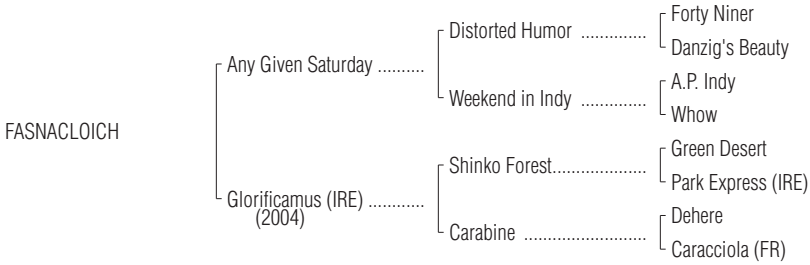 Forty Niner
Distorted Humor ..............
Danzig's Beauty
Any Given Saturday ..........
A.P. Indy
Weekend in Indy ..............
Whow
FASNACLOICH
Green Desert
Shinko Forest....................
Park Express (IRE)
Glorificamus (IRE) ............
(2004)
Dehere
Carabine ..........................
Caracciola (FR)